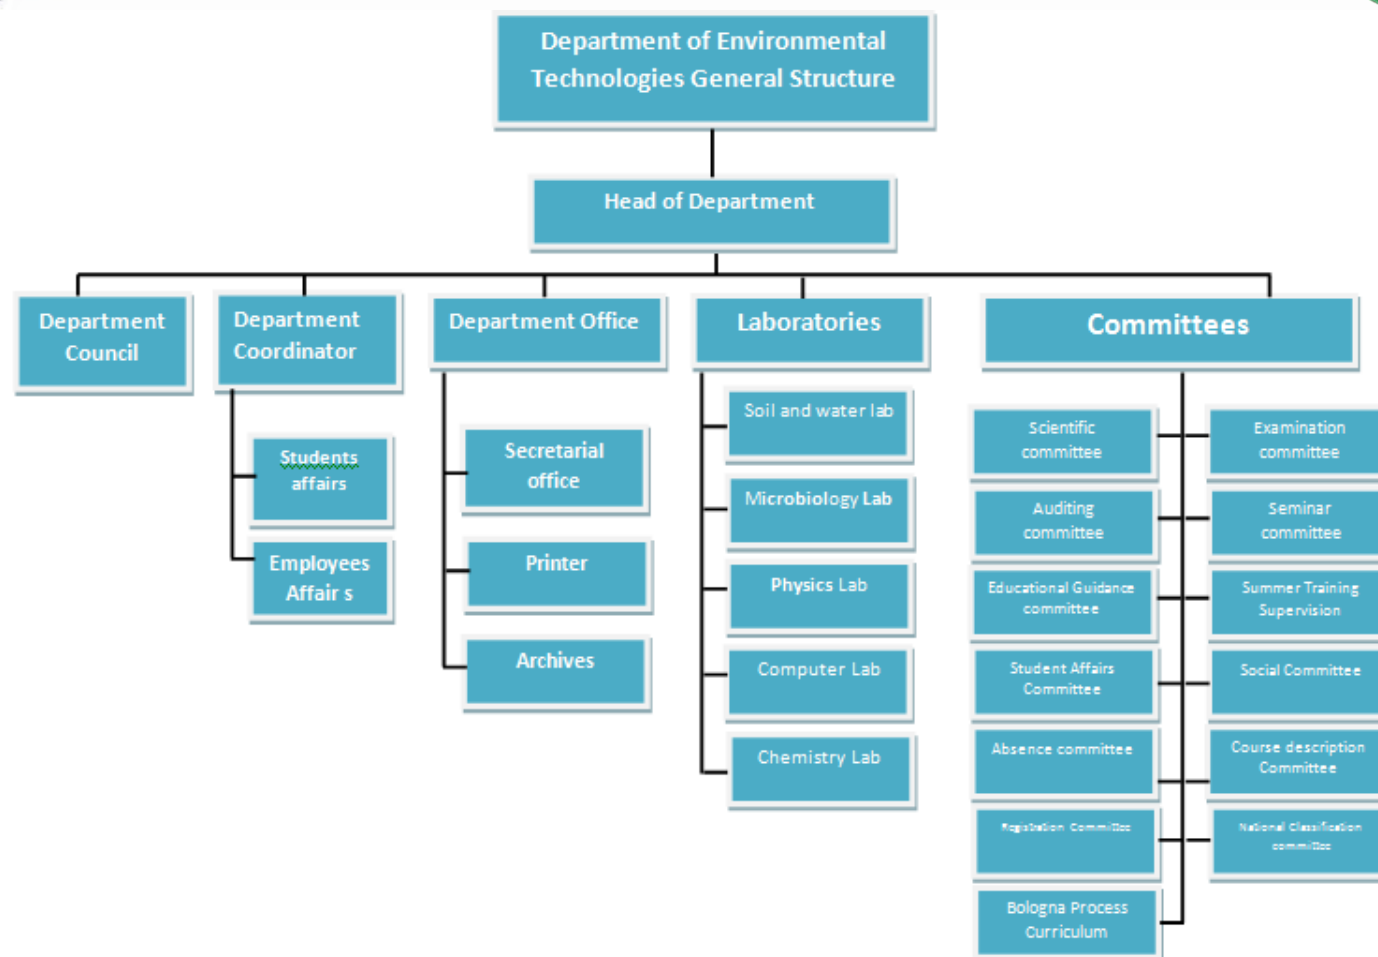 Department of Environmental
Technologies General Structure
Head of Department
Department
Council
Department
Coordinator
Students
affairs
Employees
Affair s
Department Office
Secretarial
office
Printer
Archives
Laboratories
Soil and water lab
Microbiology Lab
Physics Lab
Computer Lab
Chemistry Lab
Committees
Scientific
committee
Examination
committee
Auditing
committee
Seminar
committee
Educational Guidance
committee
Summer Training
Supervision
Student Affairs
Committee
Social Committee
Absence committee
Course description
Committee
Registration Committee
National Classification
committee
Bologna Process
Curriculum